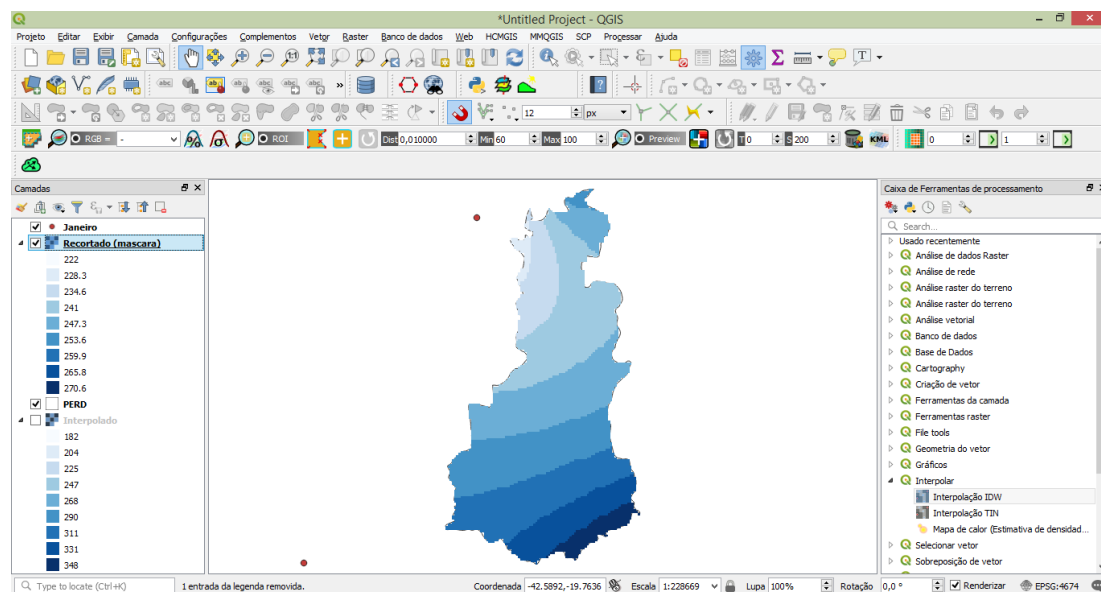 *Untitled Project - QGIS
Projeto Editar Exibir Camada Configurações Complementos Vetor Raster Banco de dados Web HCMGIS MMQGIS SCP Processar Ajuda
abc ab abc abc abc abc »
12 px
RGB = - ROI Dist 0,010000 Min 60 Max 100 Preview T 0 S 200 KML 0 1
Camadas
Janeiro
Recortado (mascara)
222
228.3
234.6
241
247.3
253.6
259.9
265.8
270.6
PERD
Interpolado
182
204
225
247
268
290
311
331
348
Caixa de Ferramentas de processamento
Search...
Usado recentemente
Análise de dados Raster
Análise de rede
Análise raster do terreno
Análise raster do terreno
Análise vetorial
Banco de dados
Base de Dados
Cartography
Criação de vetor
Ferramentas da camada
Ferramentas raster
File tools
Geometria do vetor
Gráficos
Interpolar
Interpolação IDW
Interpolação TIN
Mapa de calor (Estimativa de densidad...
Selecionar vetor
Sobreposição de vetor
Type to locate (Ctrl+K) 1 entrada da legenda removida. Coordenada -42.5892,-19.7636 Escala 1:228669 Lupa 100% Rotação 0,0 ° Renderizar EPSG:4674